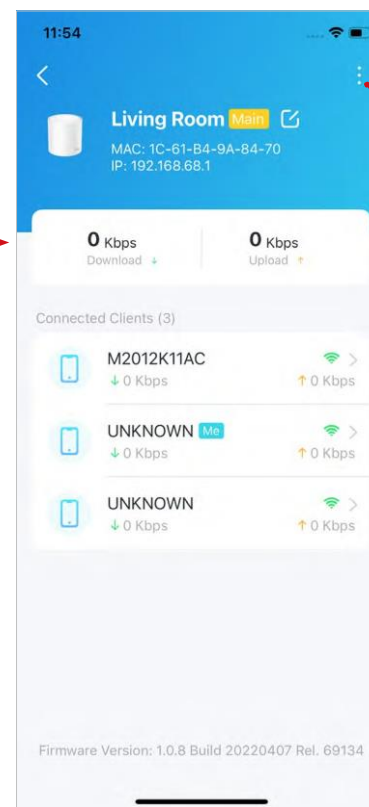 11:54
Living Room Main
MAC: 1C-61-B4-9A-84-70
IP: 192.168.68.1
0 Kbps 0 Kbps
Download ↓ Upload ↑
Connected Clients (3)
M2012K11AC
↓ 0 Kbps ↑ 0 Kbps
UNKNOWN Me
↓ 0 Kbps ↑ 0 Kbps
UNKNOWN
↓ 0 Kbps ↑ 0 Kbps
Firmware Version: 1.0.8 Build 20220407 Rel. 69134